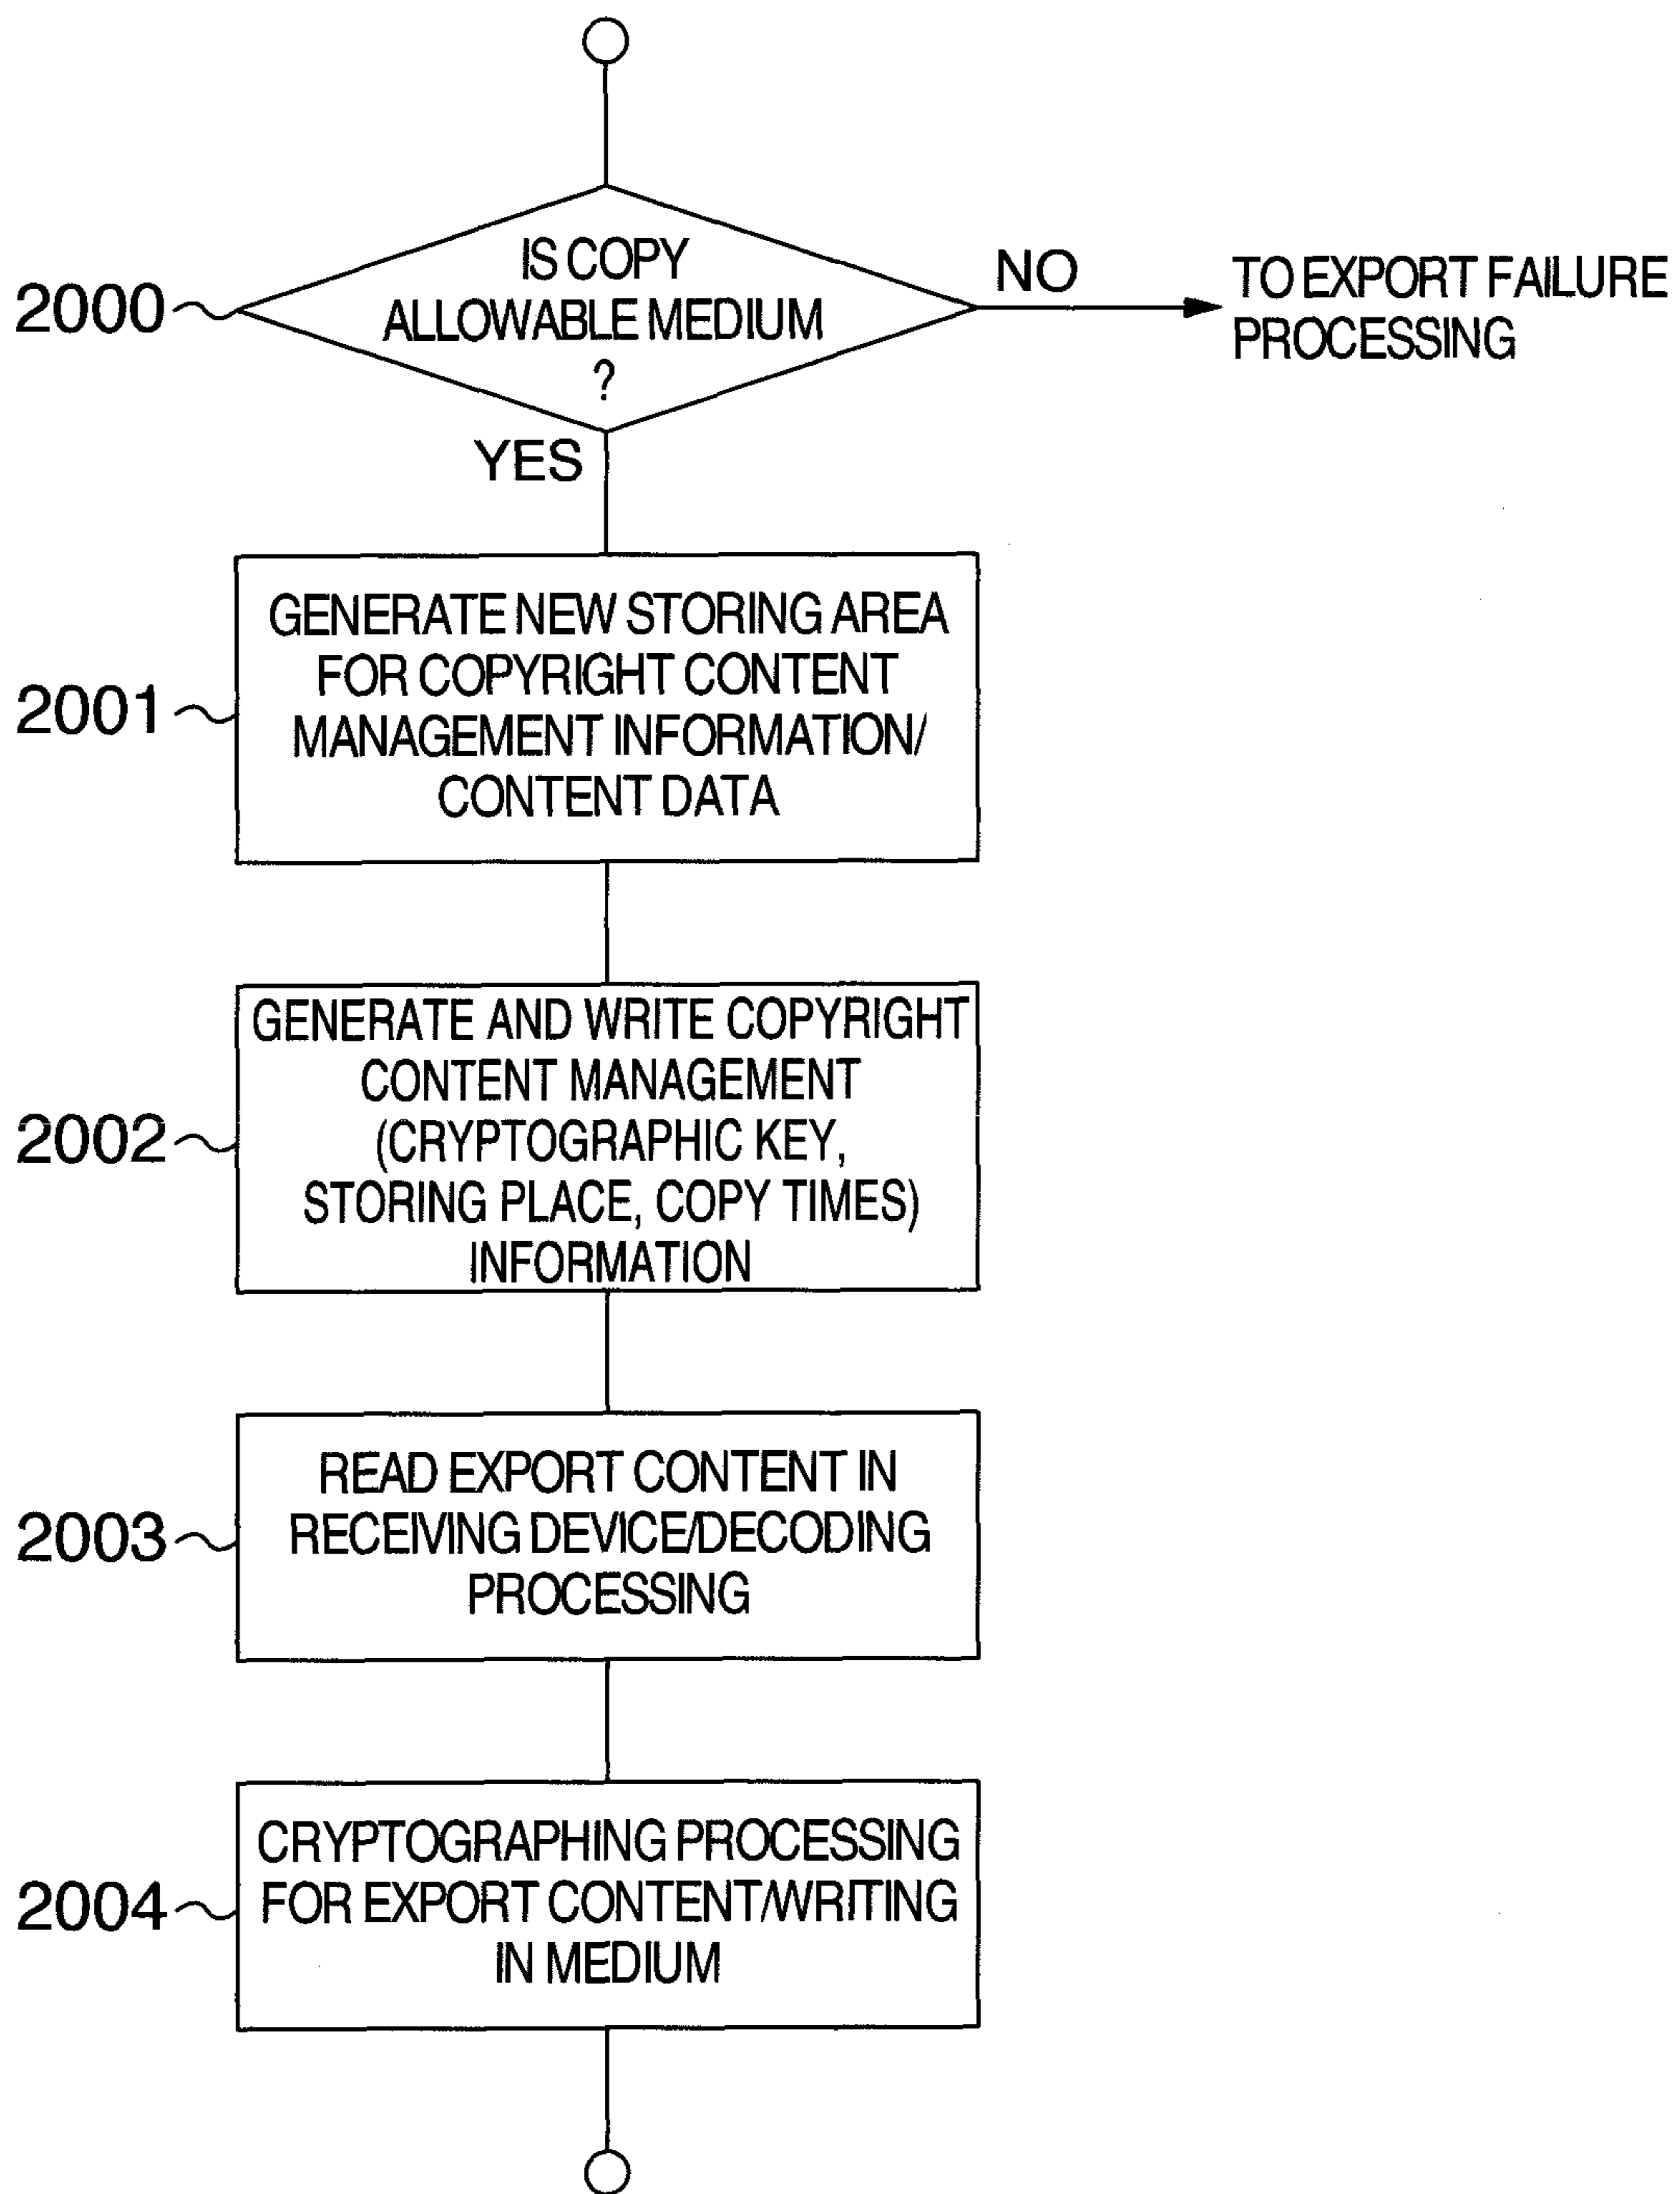 IS COPY
ALLOWABLE MEDIUM
?
2000
NO
TO EXPORT FAILURE
PROCESSING
YES
GENERATE NEW STORING AREA
FOR COPYRIGHT CONTENT
MANAGEMENT INFORMATION/
CONTENT DATA
2001
GENERATE AND WRITE COPYRIGHT
CONTENT MANAGEMENT
(CRYPTOGRAPHIC KEY,
STORING PLACE, COPY TIMES)
INFORMATION
2002
READ EXPORT CONTENT IN
RECEIVING DEVICE/DECODING
PROCESSING
2003
CRYPTOGRAPHING PROCESSING
FOR EXPORT CONTENT/WRITING
IN MEDIUM
2004